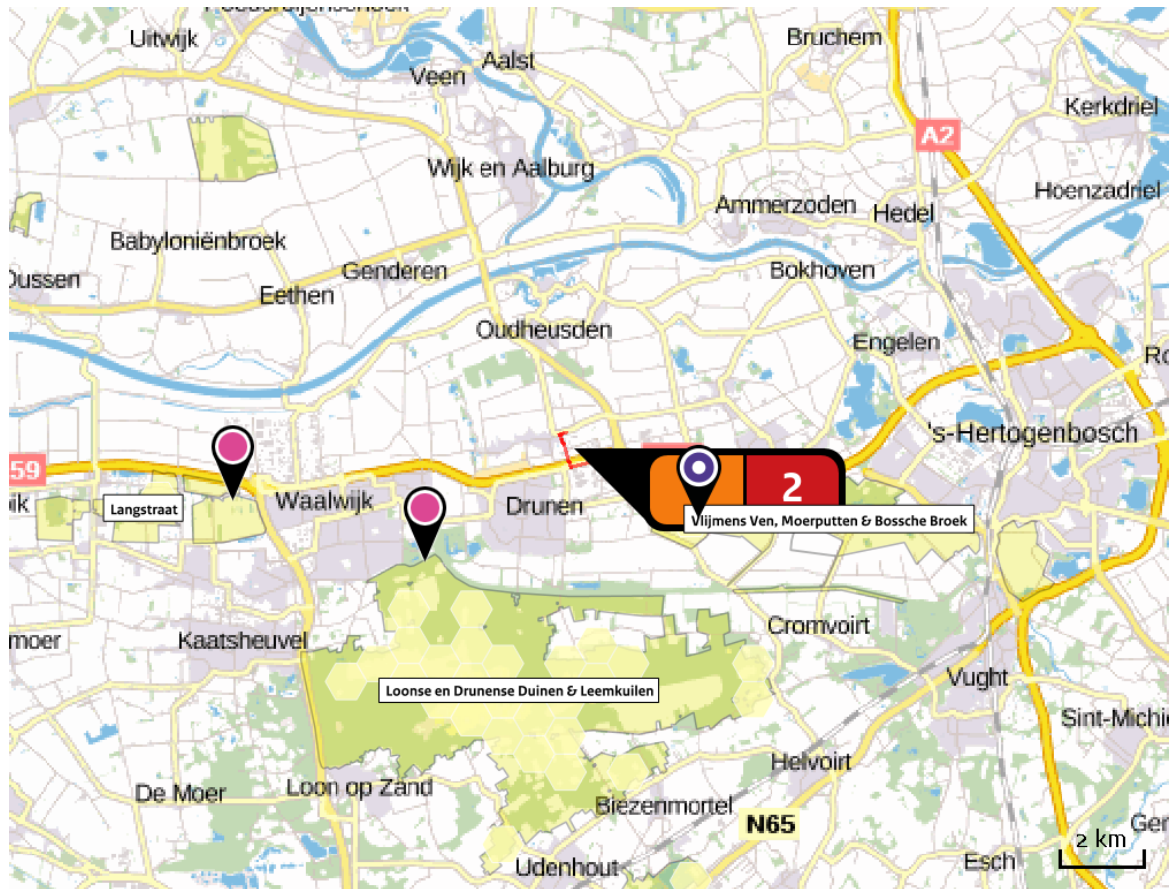 Uitwijk
Veen
Aalst
Bruchem
Kerkdriel
A2
Wijk en Aalburg
Hoenzadriel
Ammerzoden
Hedel
Babyloniënbroek
Genderen
Bokhoven
Dussen
Eethen
Oudheusden
Engelen
's-Hertogenbosch
59
Waalwijk
Langstraat
Drunen
2
Vlijmens Ven, Moerputten & Bossche Broek
Kaatsheuvel
Cromvoirt
Vught
Loonse en Drunense Duinen & Leemkuilen
Sint-Michi
Helvoirt
De Moer
Loon op Zand
Biezenmortel
N65
2 km
Udenhout
Esch